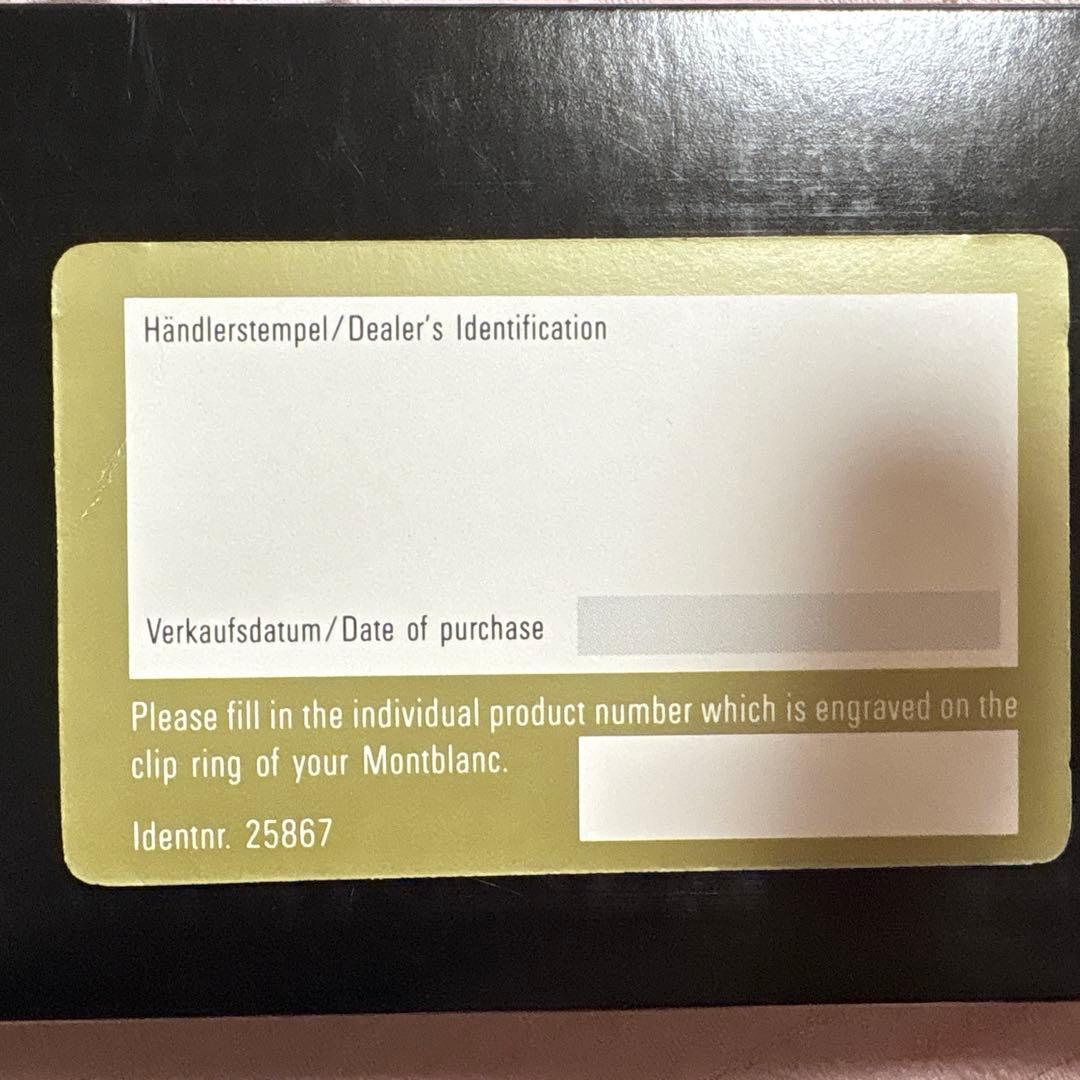 Händlerstempel/Dealer's Identification
Verkaufsdatum/Date of purchase
Please fill in the individual product number which is engraved on the
clip ring of your Montblanc.
Identnr. 25867